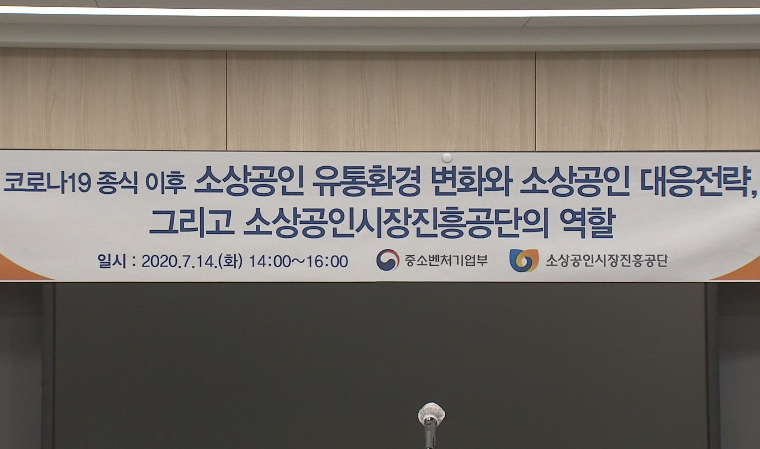 코로나19 종식 이후 소상공인 유통환경 변화와 소상공인 대응전략,
그리고 소상공인시장진흥공단의 역할
일시 : 2020.7.14.(화) 14:00~16:00 중소벤처기업부 소상공인시장진흥공단